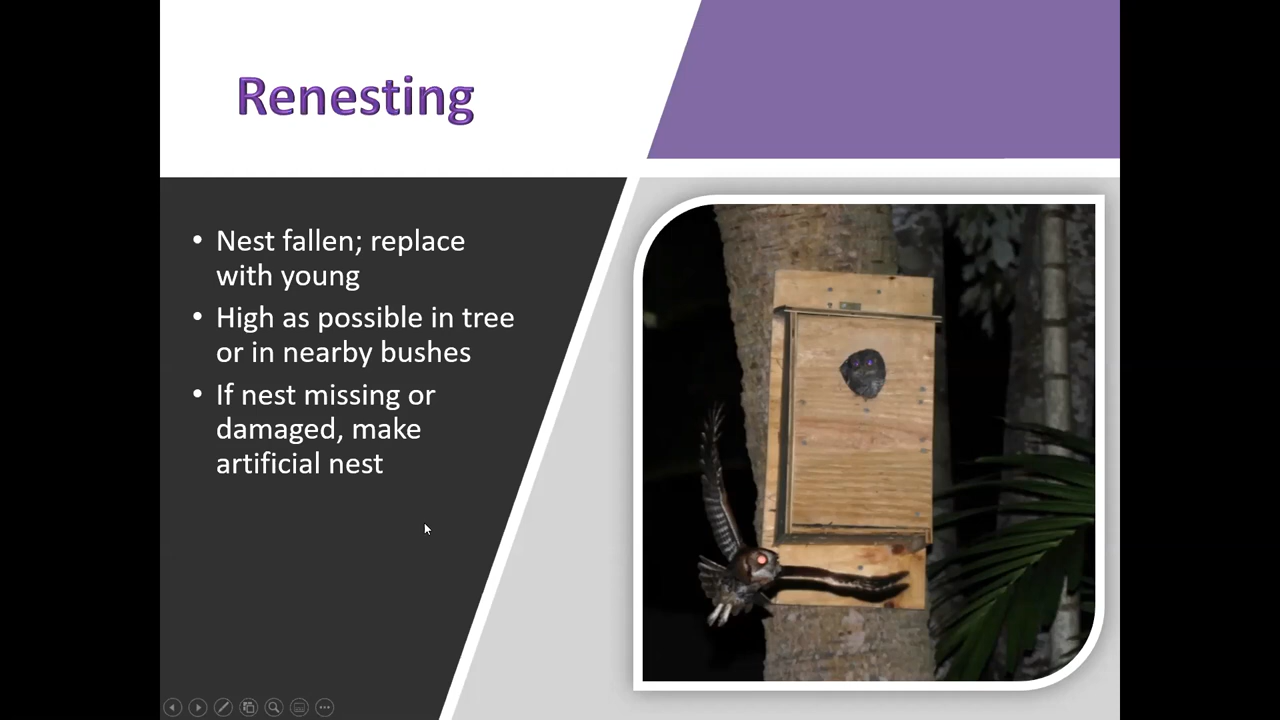 Renesting
• Nest fallen; replace
with young
• High as possible in tree
or in nearby bushes
• If nest missing or
damaged, make
artificial nest